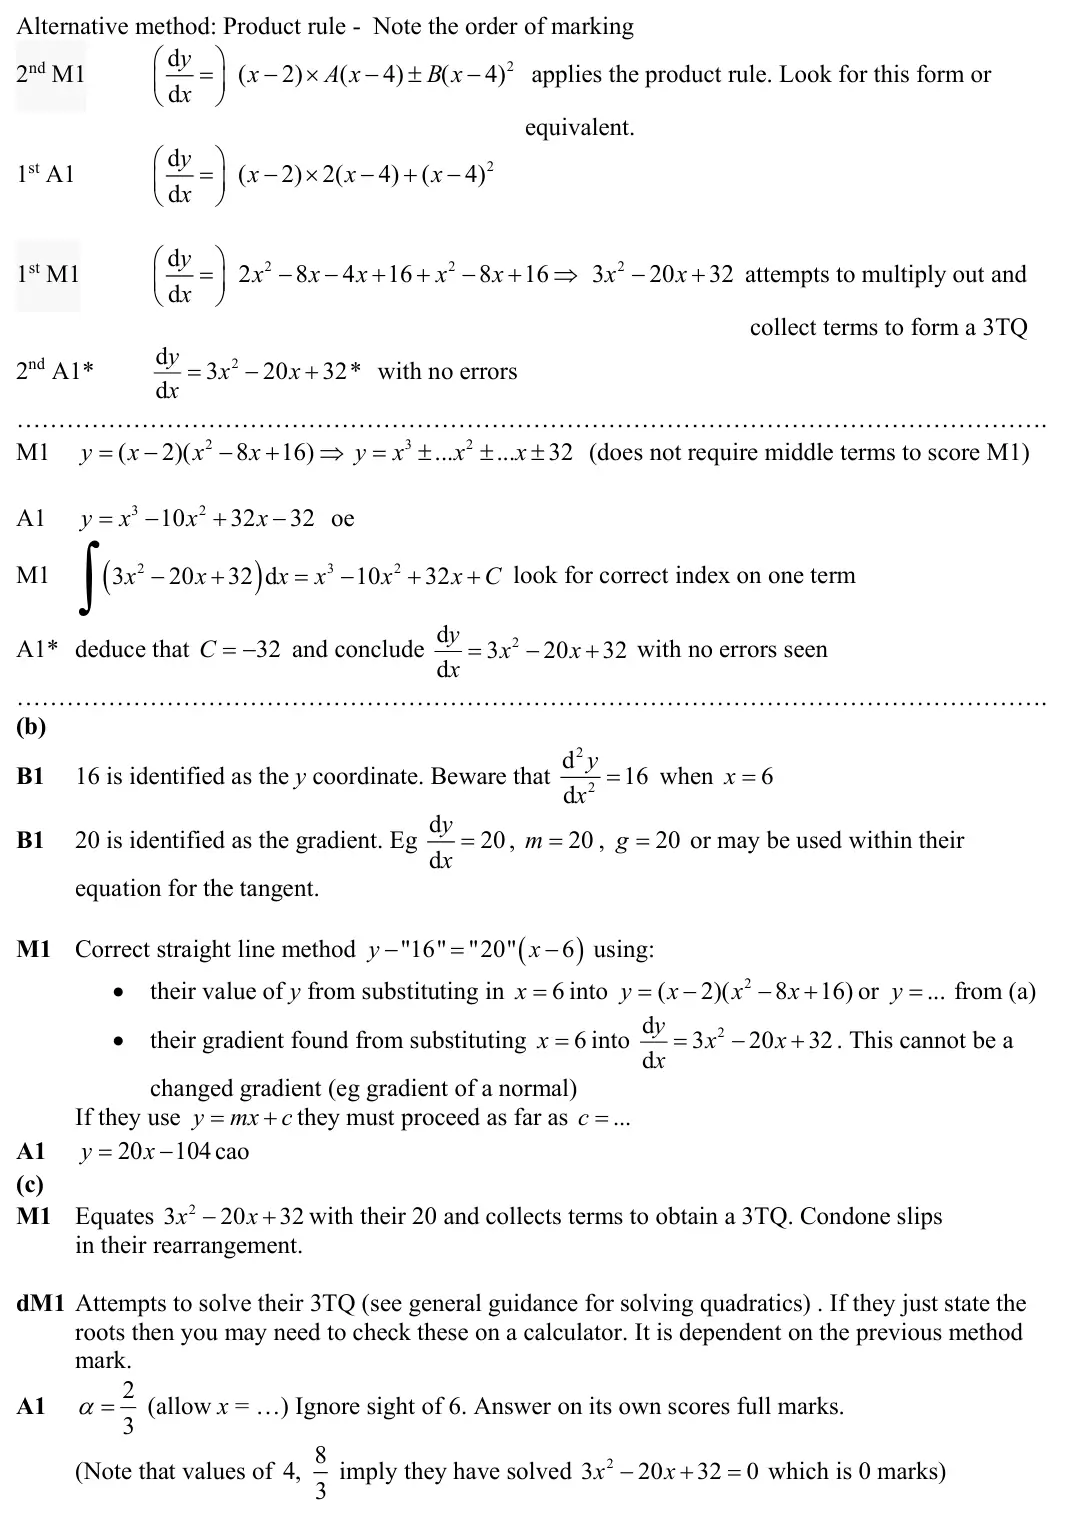 Alternative method: Product rule -  Note the order of marking
2nd M1 (dy/dx =) (x − 2) × A(x − 4) ± B(x − 4)² applies the product rule. Look for this form or
equivalent.
1st A1 (dy/dx =) (x − 2) × 2(x − 4) + (x − 4)²
1st M1 (dy/dx =) 2x² − 8x − 4x + 16 + x² − 8x + 16 ⇒ 3x² − 20x + 32 attempts to multiply out and
collect terms to form a 3TQ
2nd A1* dy/dx = 3x² − 20x + 32 * with no errors
M1 y = (x − 2)(x² − 8x + 16) ⇒ y = x³ ± ...x² ± ...x ± 32 (does not require middle terms to score M1)
A1 y = x³ − 10x² + 32x − 32 oe
M1 ∫(3x² − 20x + 32)dx = x³ − 10x² + 32x + C look for correct index on one term
A1* deduce that C = −32 and conclude dy/dx = 3x² − 20x + 32 with no errors seen
(b)
B1 16 is identified as the y coordinate. Beware that d²y/dx² = 16 when x = 6
B1 20 is identified as the gradient. Eg dy/dx = 20, m = 20, g = 20 or may be used within their
equation for the tangent.
M1 Correct straight line method y − "16" = "20"(x − 6) using:
• their value of y from substituting in x = 6 into y = (x − 2)(x² − 8x + 16) or y = ... from (a)
• their gradient found from substituting x = 6 into dy/dx = 3x² − 20x + 32. This cannot be a
changed gradient (eg gradient of a normal)
If they use y = mx + c they must proceed as far as c = ...
A1 y = 20x − 104 cao
(c)
M1 Equates 3x² − 20x + 32 with their 20 and collects terms to obtain a 3TQ. Condone slips
in their rearrangement.
dM1 Attempts to solve their 3TQ (see general guidance for solving quadratics) . If they just state the
roots then you may need to check these on a calculator. It is dependent on the previous method
mark.
A1 α = 2/3 (allow x = …) Ignore sight of 6. Answer on its own scores full marks.
(Note that values of 4, 8/3 imply they have solved 3x² − 20x + 32 = 0 which is 0 marks)